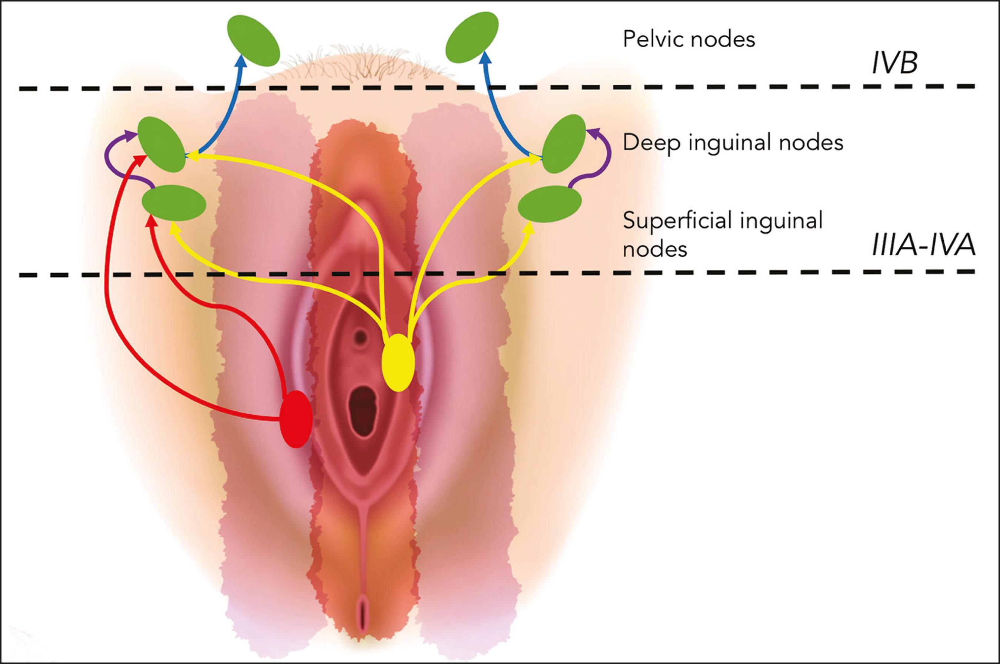 Pelvic nodes
IVB
Deep inguinal nodes
Superficial inguinal
nodes
IIIA-IVA